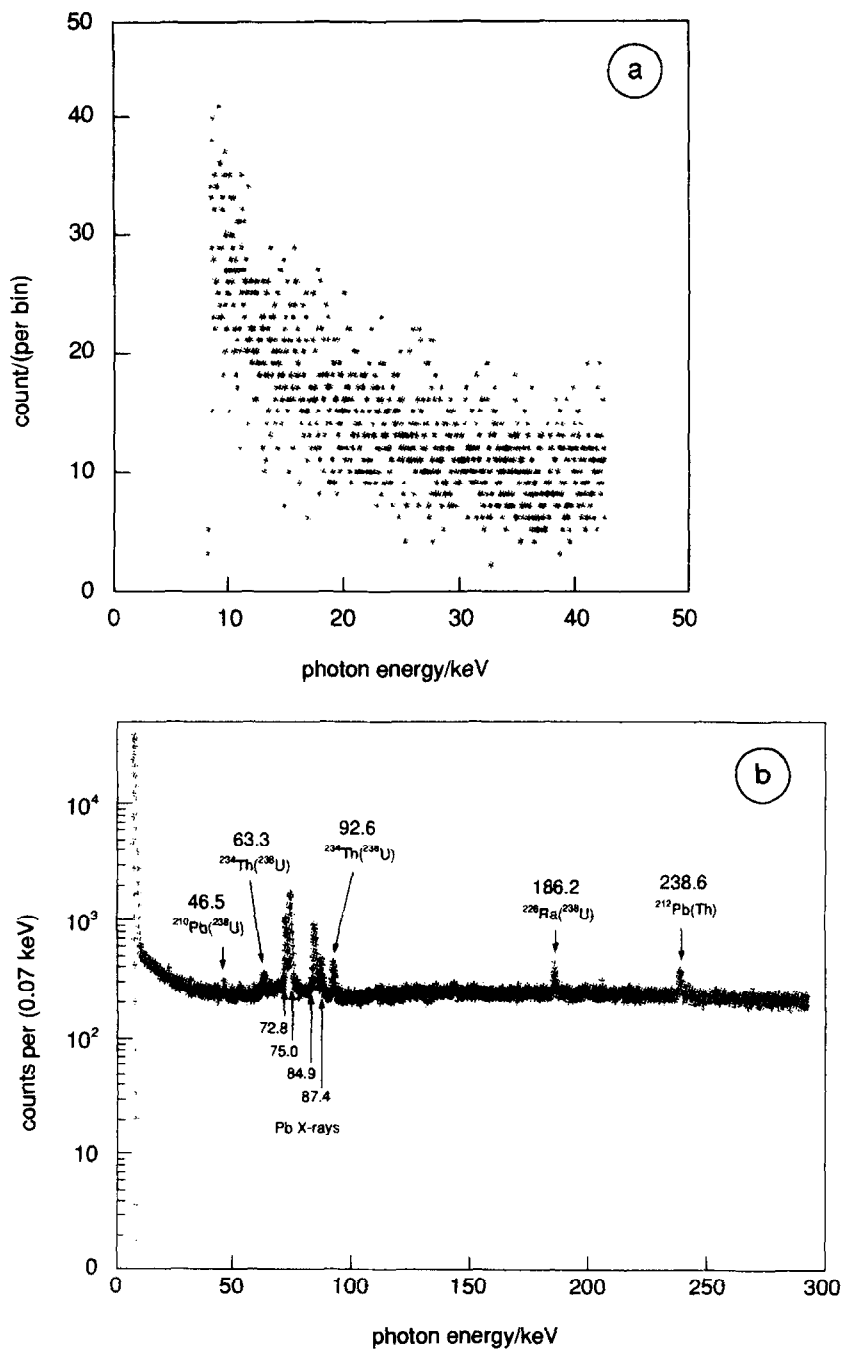 a
50
40
30
20
10
0
count/(per bin)
0 10 20 30 40 50
photon energy/keV
b
10⁴
10³
10²
10
0
counts per (0.07 keV)
46.5
²¹⁰Pb(²³⁸U)
63.3
²³⁴Th(²³⁸U)
92.6
²³⁴Th(²³⁸U)
186.2
²²⁶Ra(²³⁸U)
238.6
²¹²Pb(Th)
72.8
75.0
84.9
87.4
Pb X-rays
0 50 100 150 200 250 300
photon energy/keV